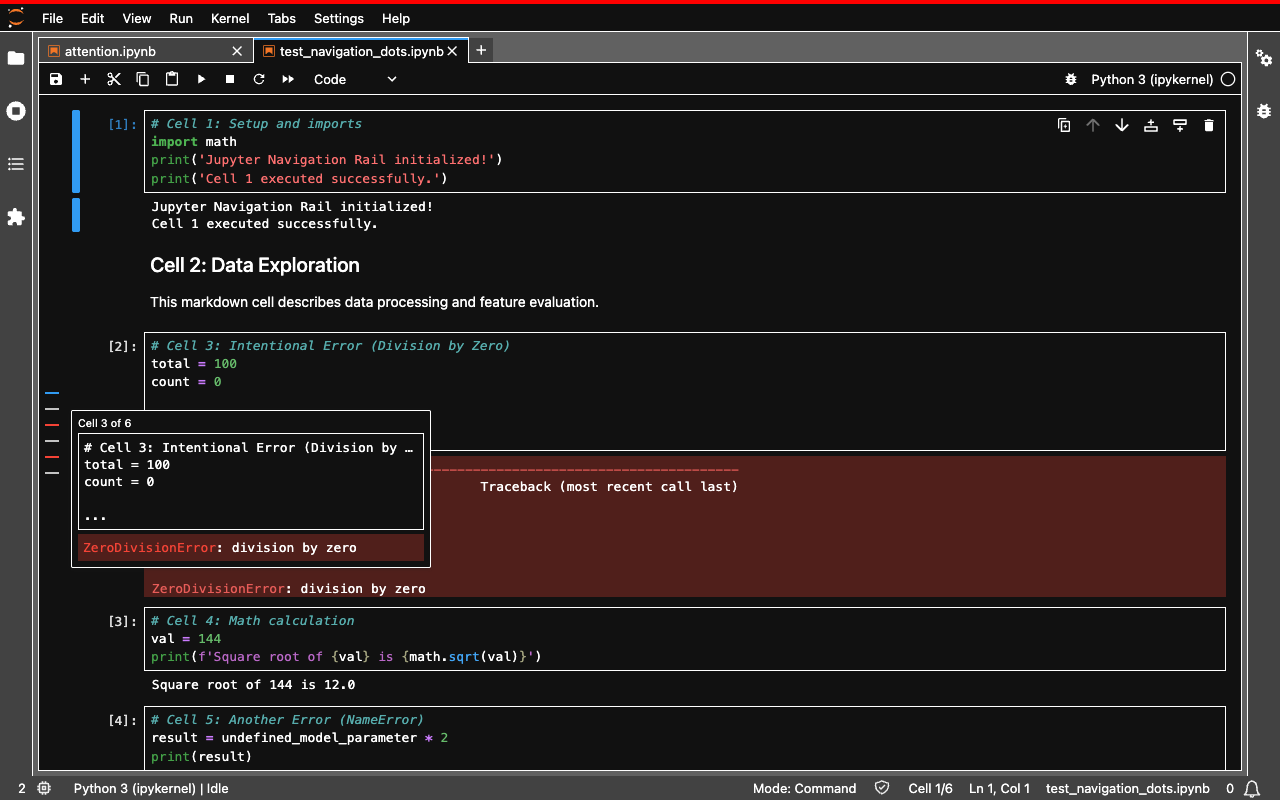 File Edit View Run Kernel Tabs Settings Help
attention.ipynb
test_navigation_dots.ipynb
Code
Python 3 (ipykernel)
[1]:
# Cell 1: Setup and imports
import math
print('Jupyter Navigation Rail initialized!')
print('Cell 1 executed successfully.')
Jupyter Navigation Rail initialized!
Cell 1 executed successfully.
Cell 2: Data Exploration
This markdown cell describes data processing and feature evaluation.
[2]:
# Cell 3: Intentional Error (Division by Zero)
total = 100
count = 0
Cell 3 of 6
# Cell 3: Intentional Error (Division by …
total = 100
count = 0
...
ZeroDivisionError: division by zero
Traceback (most recent call last)
ZeroDivisionError: division by zero
[3]:
# Cell 4: Math calculation
val = 144
print(f'Square root of {val} is {math.sqrt(val)}')
Square root of 144 is 12.0
[4]:
# Cell 5: Another Error (NameError)
result = undefined_model_parameter * 2
print(result)
2 Python 3 (ipykernel) | Idle Mode: Command Cell 1/6 Ln 1, Col 1 test_navigation_dots.ipynb 0